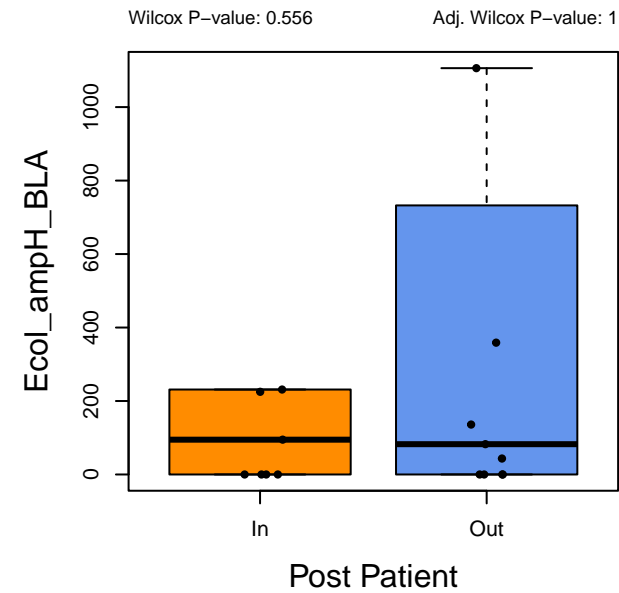 Wilcox P−value: 0.556
Adj. Wilcox P−value: 1
Ecol_ampH_BLA
1000
800
600
400
200
0
In
Out
Post Patient